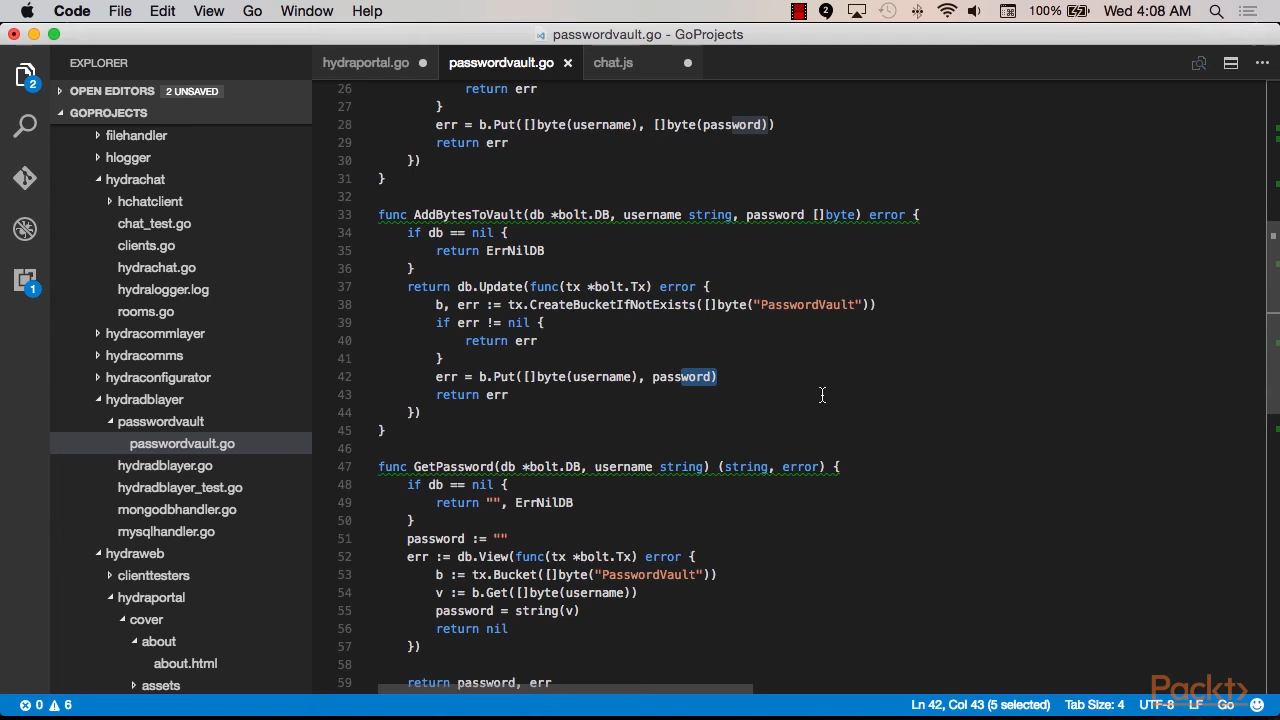 Code File Edit View Go Window Help 2 100% Wed 4:08 AM
passwordvault.go - GoProjects
EXPLORER
OPEN EDITORS 2 UNSAVED
GOPROJECTS
filehandler
hlogger
hydrachat
hchatclient
chat_test.go
clients.go
hydrachat.go
hydralogger.log
rooms.go
hydracommlayer
hydracomms
hydraconfigurator
hydradblayer
passwordvault
passwordvault.go
hydradblayer.go
hydradblayer_test.go
mongodbhandler.go
mysqlhandler.go
hydraweb
clienttesters
hydraportal
cover
about
about.html
assets
2
1
hydraportal.go passwordvault.go chat.js
26 return err
27 }
28 err = b.Put([]byte(username), []byte(password))
29 return err
30 })
31 }
32
33 func AddBytesToVault(db *bolt.DB, username string, password []byte) error {
34 if db == nil {
35 return ErrNilDB
36 }
37 return db.Update(func(tx *bolt.Tx) error {
38 b, err := tx.CreateBucketIfNotExists([]byte("PasswordVault"))
39 if err != nil {
40 return err
41 }
42 err = b.Put([]byte(username), password)
43 return err
44 })
45 }
46
47 func GetPassword(db *bolt.DB, username string) (string, error) {
48 if db == nil {
49 return "", ErrNilDB
50 }
51 password := ""
52 err := db.View(func(tx *bolt.Tx) error {
53 b := tx.Bucket([]byte("PasswordVault"))
54 v := b.Get([]byte(username))
55 password = string(v)
56 return nil
57 })
58
59 return password, err
Packt
0 6 Ln 42, Col 43 (5 selected) Tab Size: 4 UTF-8 LF Go